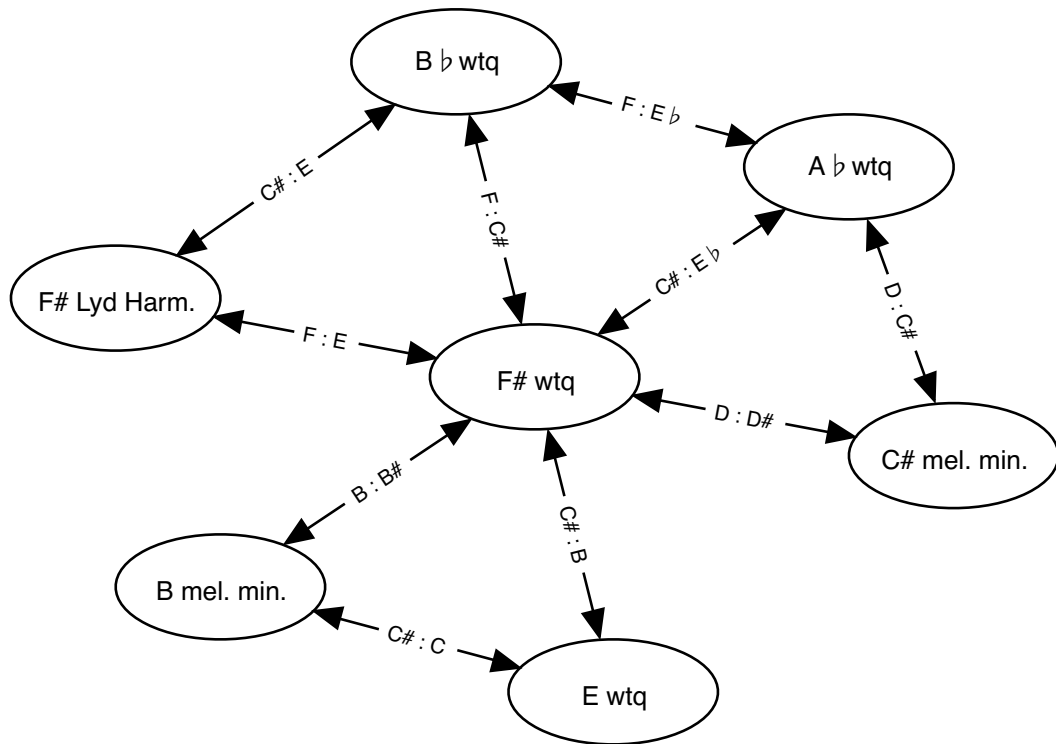 B ♭ wtq
F : E ♭
A ♭ wtq
C# : E
F : C#
C# : E ♭
F# Lyd Harm.
F : E
D : C#
F# wtq
D : D#
C# mel. min.
B : B#
C# : B
B mel. min.
C# : C
E wtq